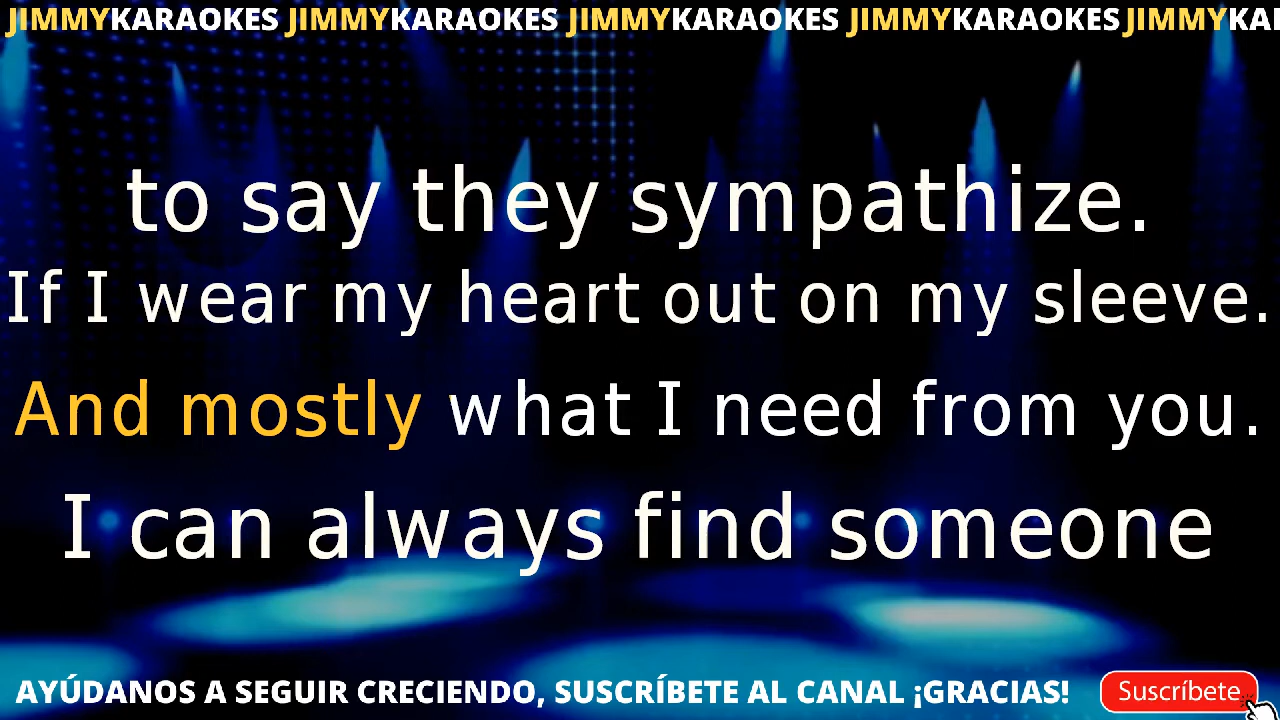 JIMMYKARAOKES JIMMYKARAOKES JIMMYKARAOKES JIMMYKARAOKES JIMMYKAI
to say they sympathize.
If I wear my heart out on my sleeve.
And mostly what I need from you.
I can always find someone
AYÚDANOS A SEGUIR CRECIENDO, SUSCRÍBETE AL CANAL ¡GRACIAS! Suscríbete